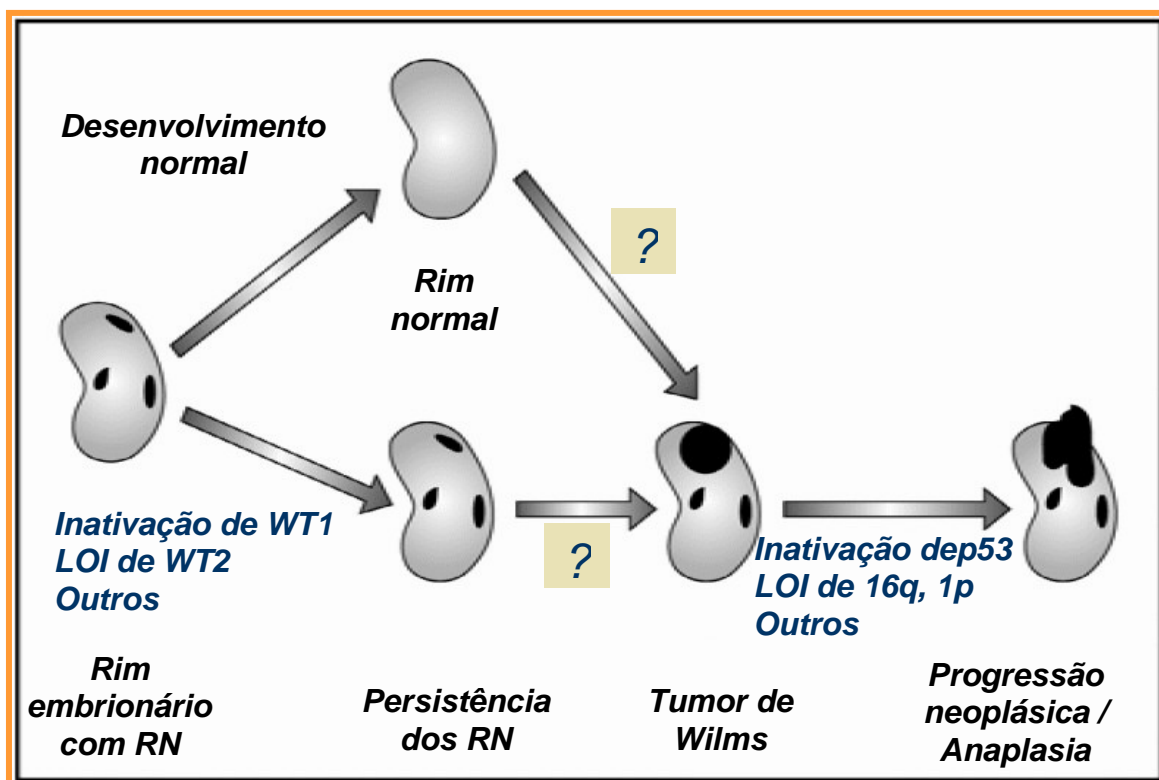 Desenvolvimento
normal
?
Rim
normal
Inativação de WT1
LOI de WT2
Outros
?
Inativação dep53
LOI de 16q, 1p
Outros
Rim
embrionário
com RN
Persistência
dos RN
Tumor de
Wilms
Progressão
neoplásica /
Anaplasia